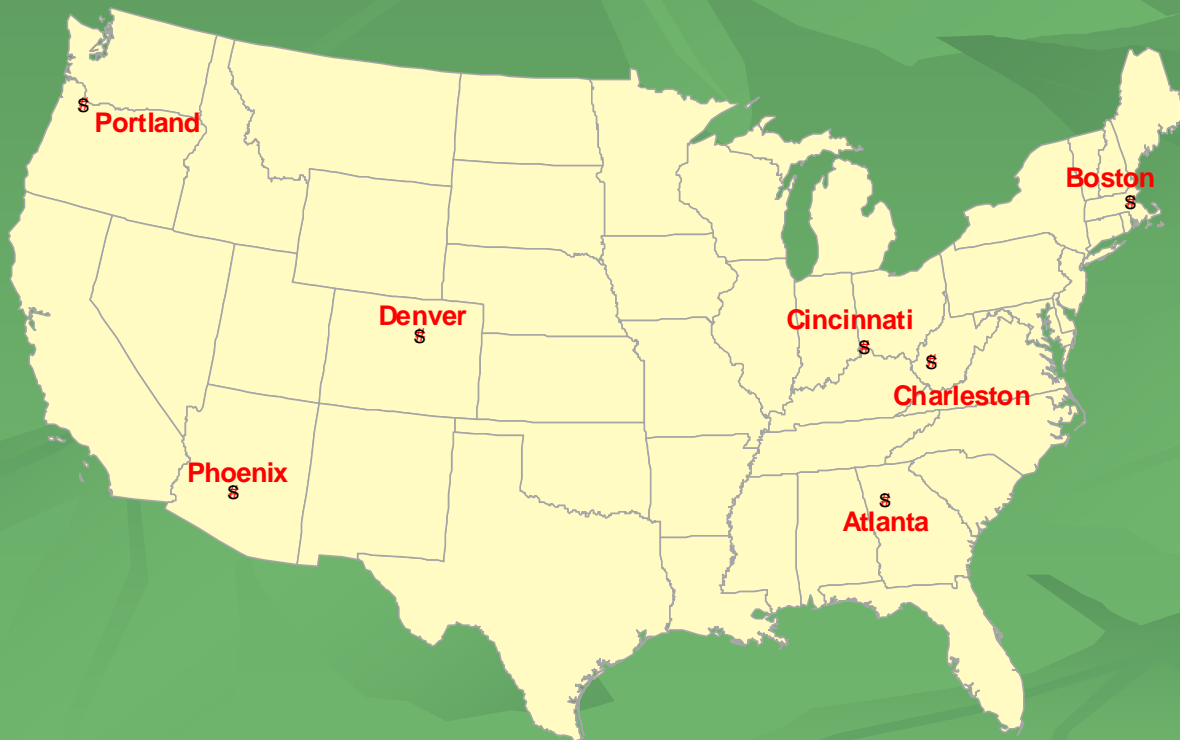 Portland
Boston
Denver
Cincinnati
Charleston
Phoenix
Atlanta